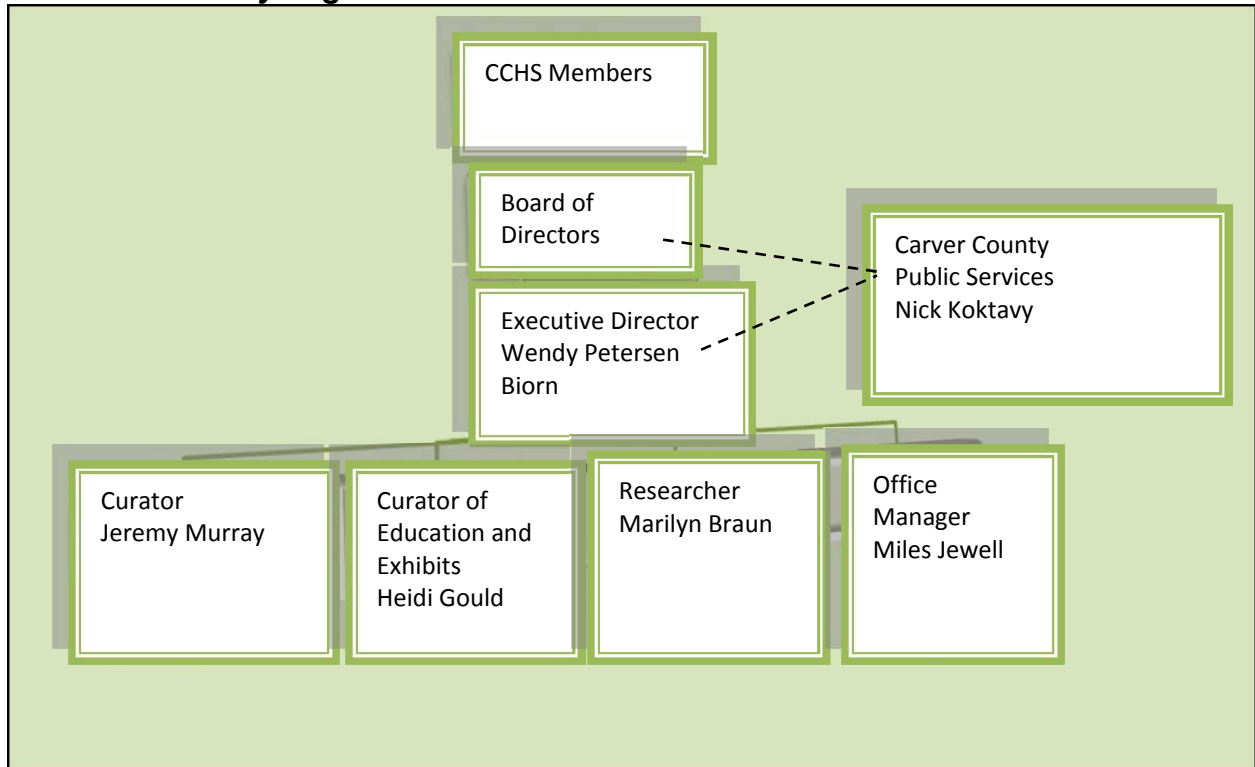 CCHS Members
Board of
Directors
Carver County
Public Services
Nick Koktavy
Executive Director
Wendy Petersen
Biorn
Curator
Jeremy Murray
Curator of
Education and
Exhibits
Heidi Gould
Researcher
Marilyn Braun
Office
Manager
Miles Jewell